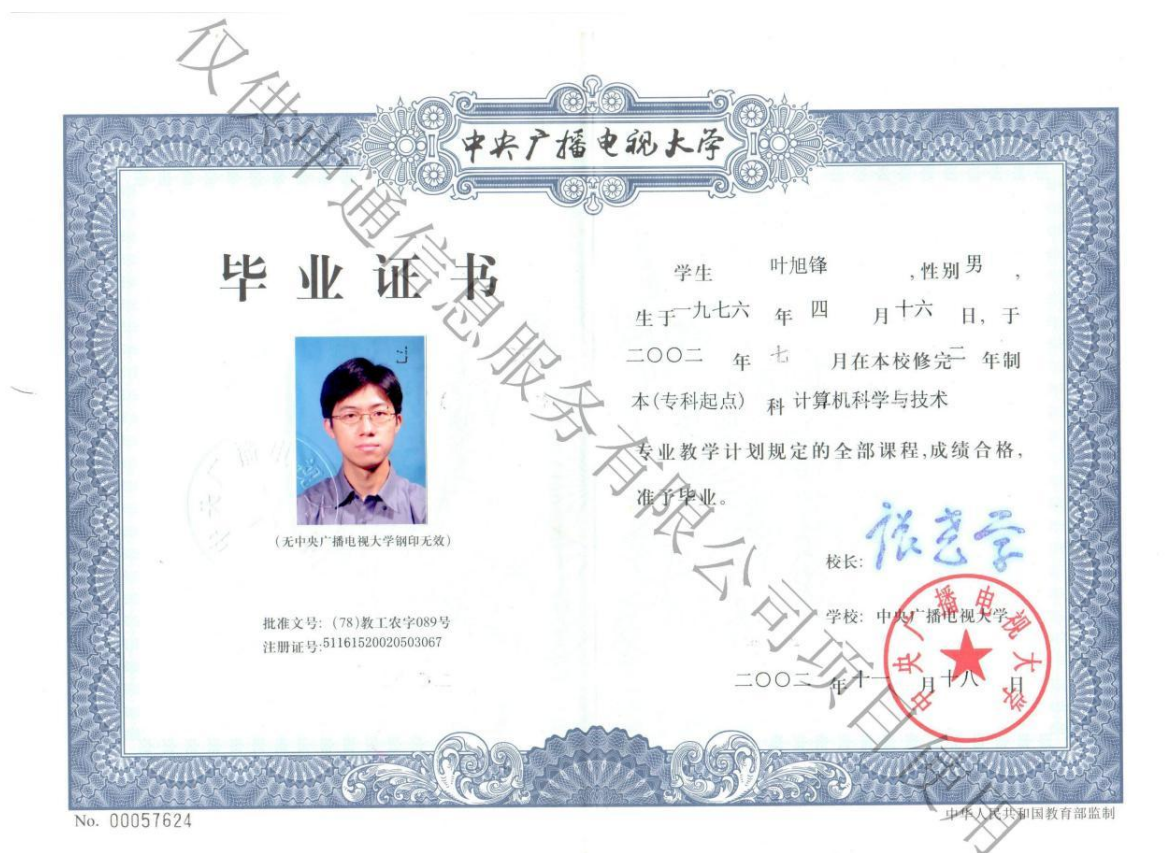 中央广播电视大学
毕业证书
(无中央广播电视大学钢印无效)
批准文号: (78)教工农字089号
注册证号:51161520020503067
学生 叶旭锋 ,性别 男 ,
生于一九七六 年 四 月十六 日, 于
二〇〇二 年 七 月在本校修完二 年制
本(专科起点) 科 计算机科学与技术
专业教学计划规定的全部课程,成绩合格,
准予毕业。
校长:
学校: 中央广播电视大学
二〇〇二 年十一 月十八 日
中央广播电视大学
No. 00057624
中华人民共和国教育部监制
仅供中通信息服务有限公司项目使用